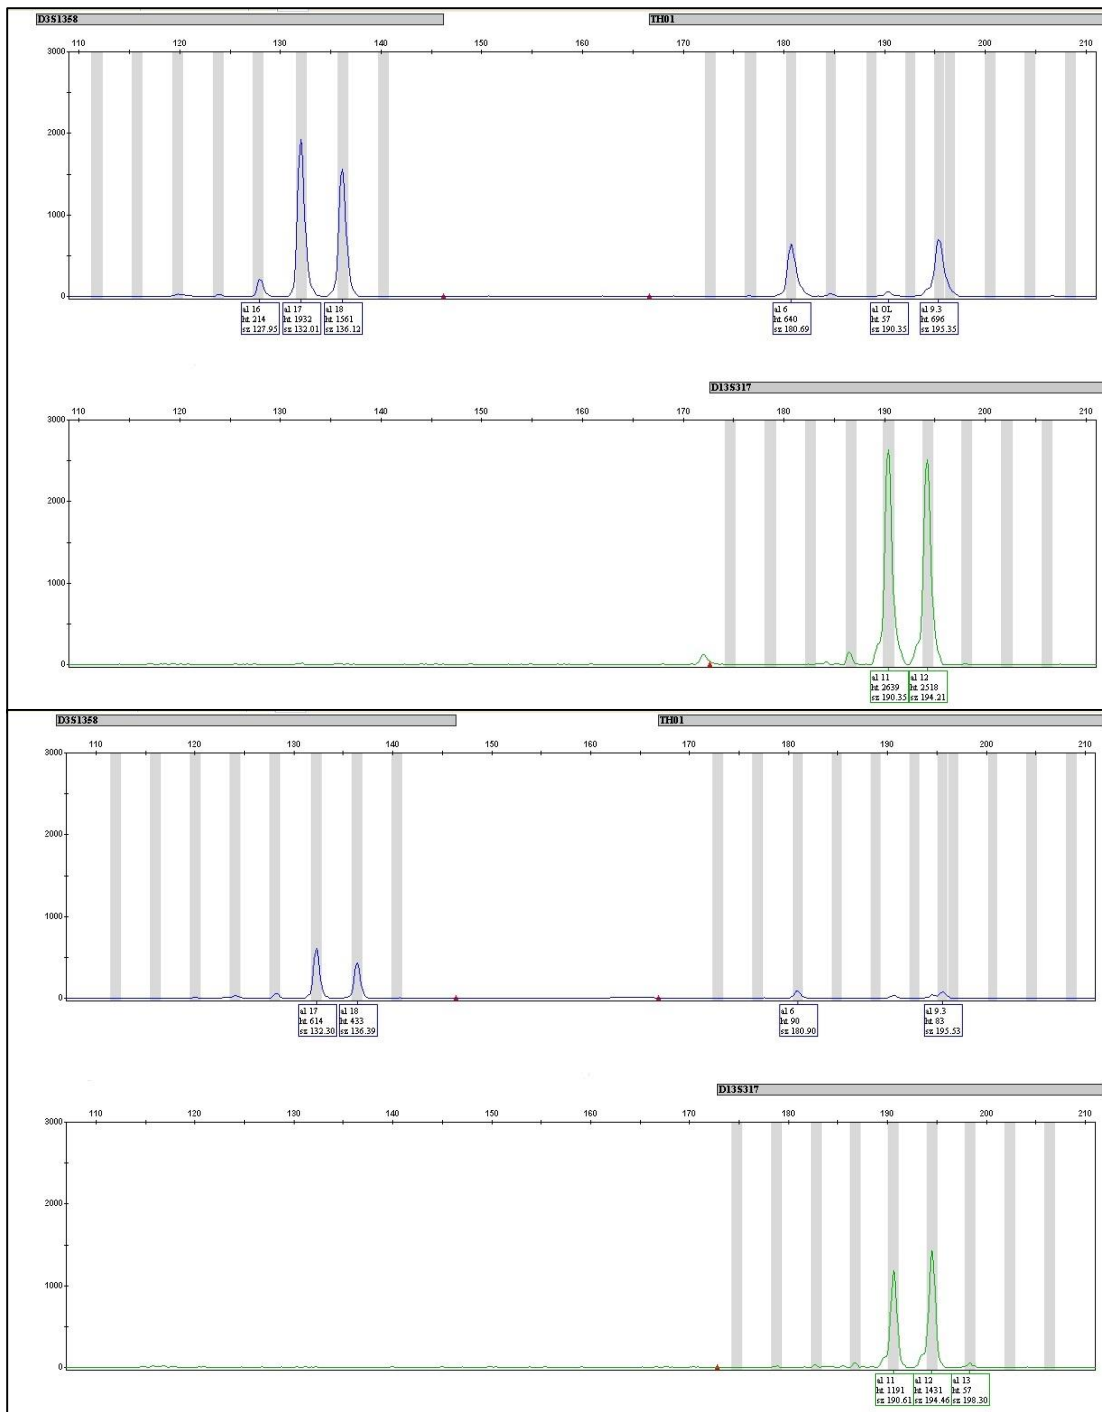 D3S1358 TH01
110 120 130 140 150 160 170 180 190 200 210
3000
2000
1000
0
al 16 al 17 al 18 al 6 al OL al 9.3
ht 214 ht 1932 ht 1561 ht 640 ht 57 ht 696
sz 127.95 sz 132.01 sz 136.12 sz 180.69 sz 190.35 sz 195.35
D13S317
110 120 130 140 150 160 170 180 190 200 210
3000
2000
1000
0
al 11 al 12
ht 2639 ht 2518
sz 190.35 sz 194.21
D3S1358 TH01
110 120 130 140 150 160 170 180 190 200 210
3000
2000
1000
0
al 17 al 18 al 6 al 9.3
ht 614 ht 433 ht 90 ht 83
sz 132.30 sz 136.39 sz 180.90 sz 195.53
D13S317
110 120 130 140 150 160 170 180 190 200 210
3000
2000
1000
0
al 11 al 12 al 13
ht 1191 ht 1431 ht 57
sz 190.61 sz 194.46 sz 198.30